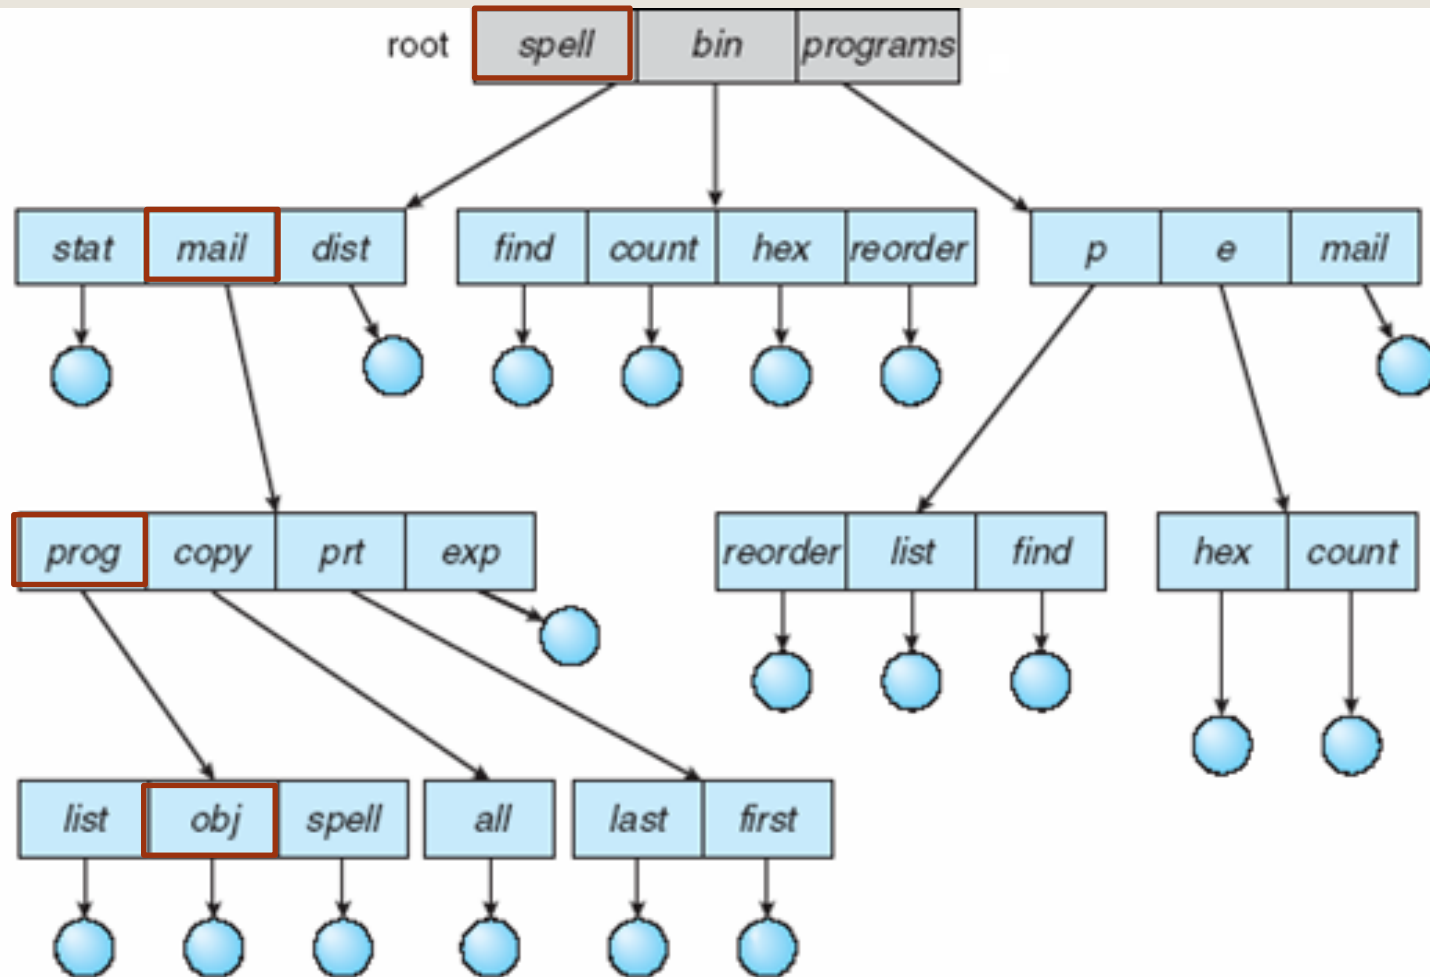 root spell bin programs
stat mail dist find count hex reorder p e mail
prog copy prt exp reorder list find hex count
list obj spell all last first